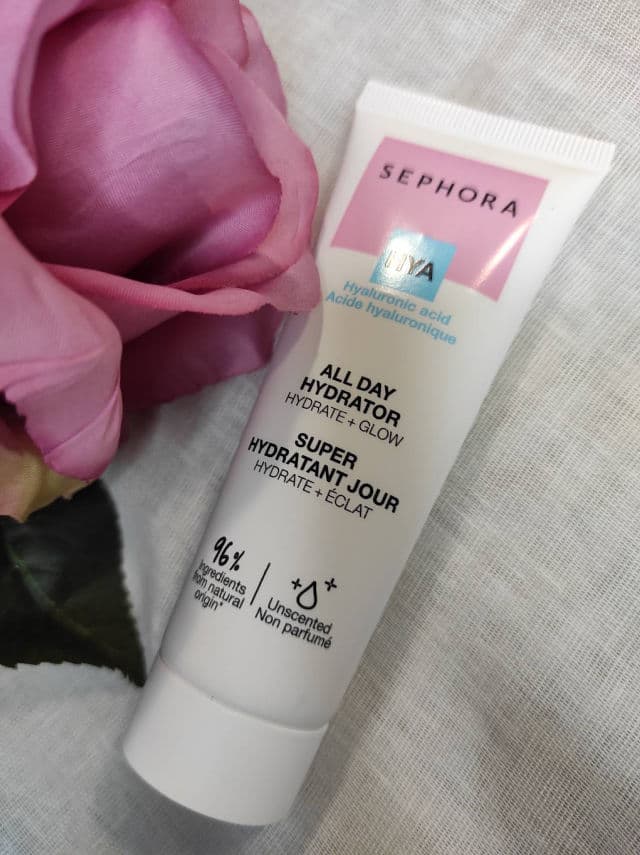 SEPHORA
HYA
Hyaluronic acid
Acide hyaluronique
ALL DAY
HYDRATOR
HYDRATE + GLOW
SUPER
HYDRATANT JOUR
HYDRATE + ÉCLAT
96%
Ingredients
from natural
origin*
Unscented
Non parfumé